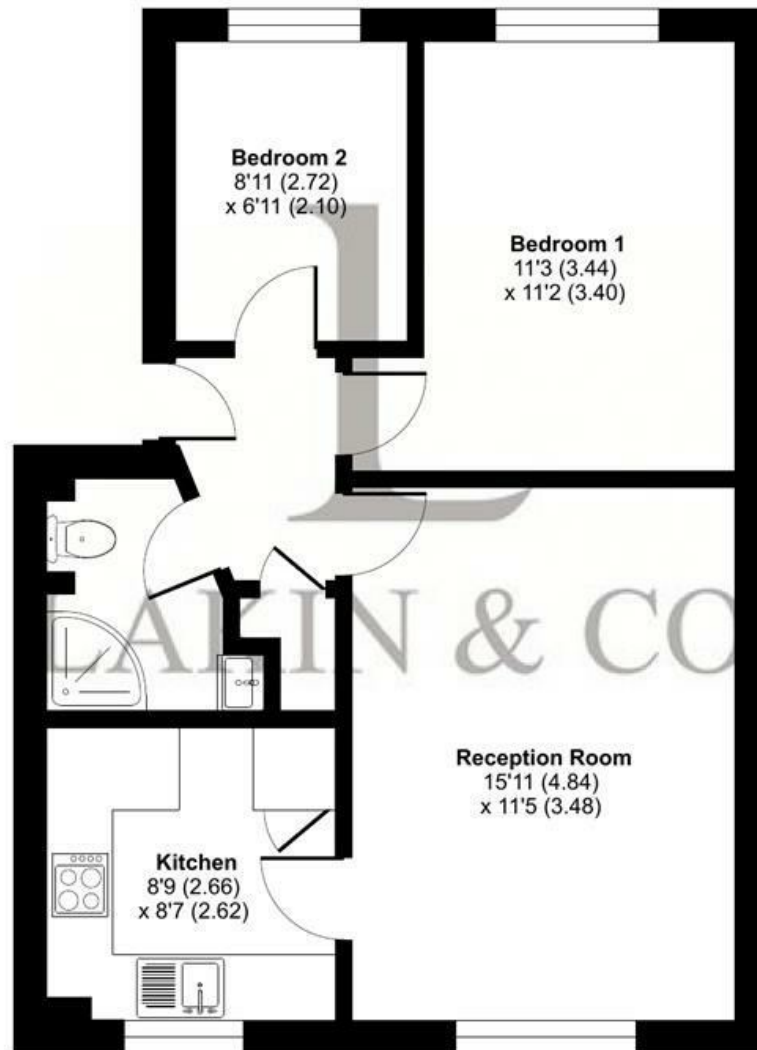 Bedroom 2
8'11 (2.72)
x 6'11 (2.10)
Bedroom 1
11'3 (3.44)
x 11'2 (3.40)
L
LAKIN & CO
Reception Room
15'11 (4.84)
x 11'5 (3.48)
Kitchen
8'9 (2.66)
x 8'7 (2.62)